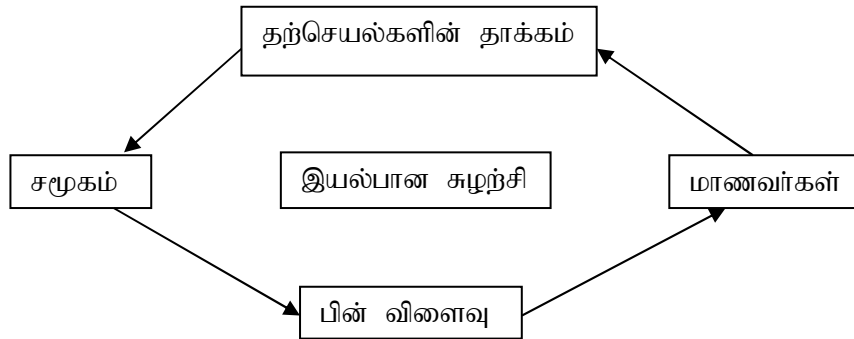 தற்செயல்களின் தாக்கம்
சமூகம்
இயல்பான சுழற்சி
மாணவர்கள்
பின் விளைவு